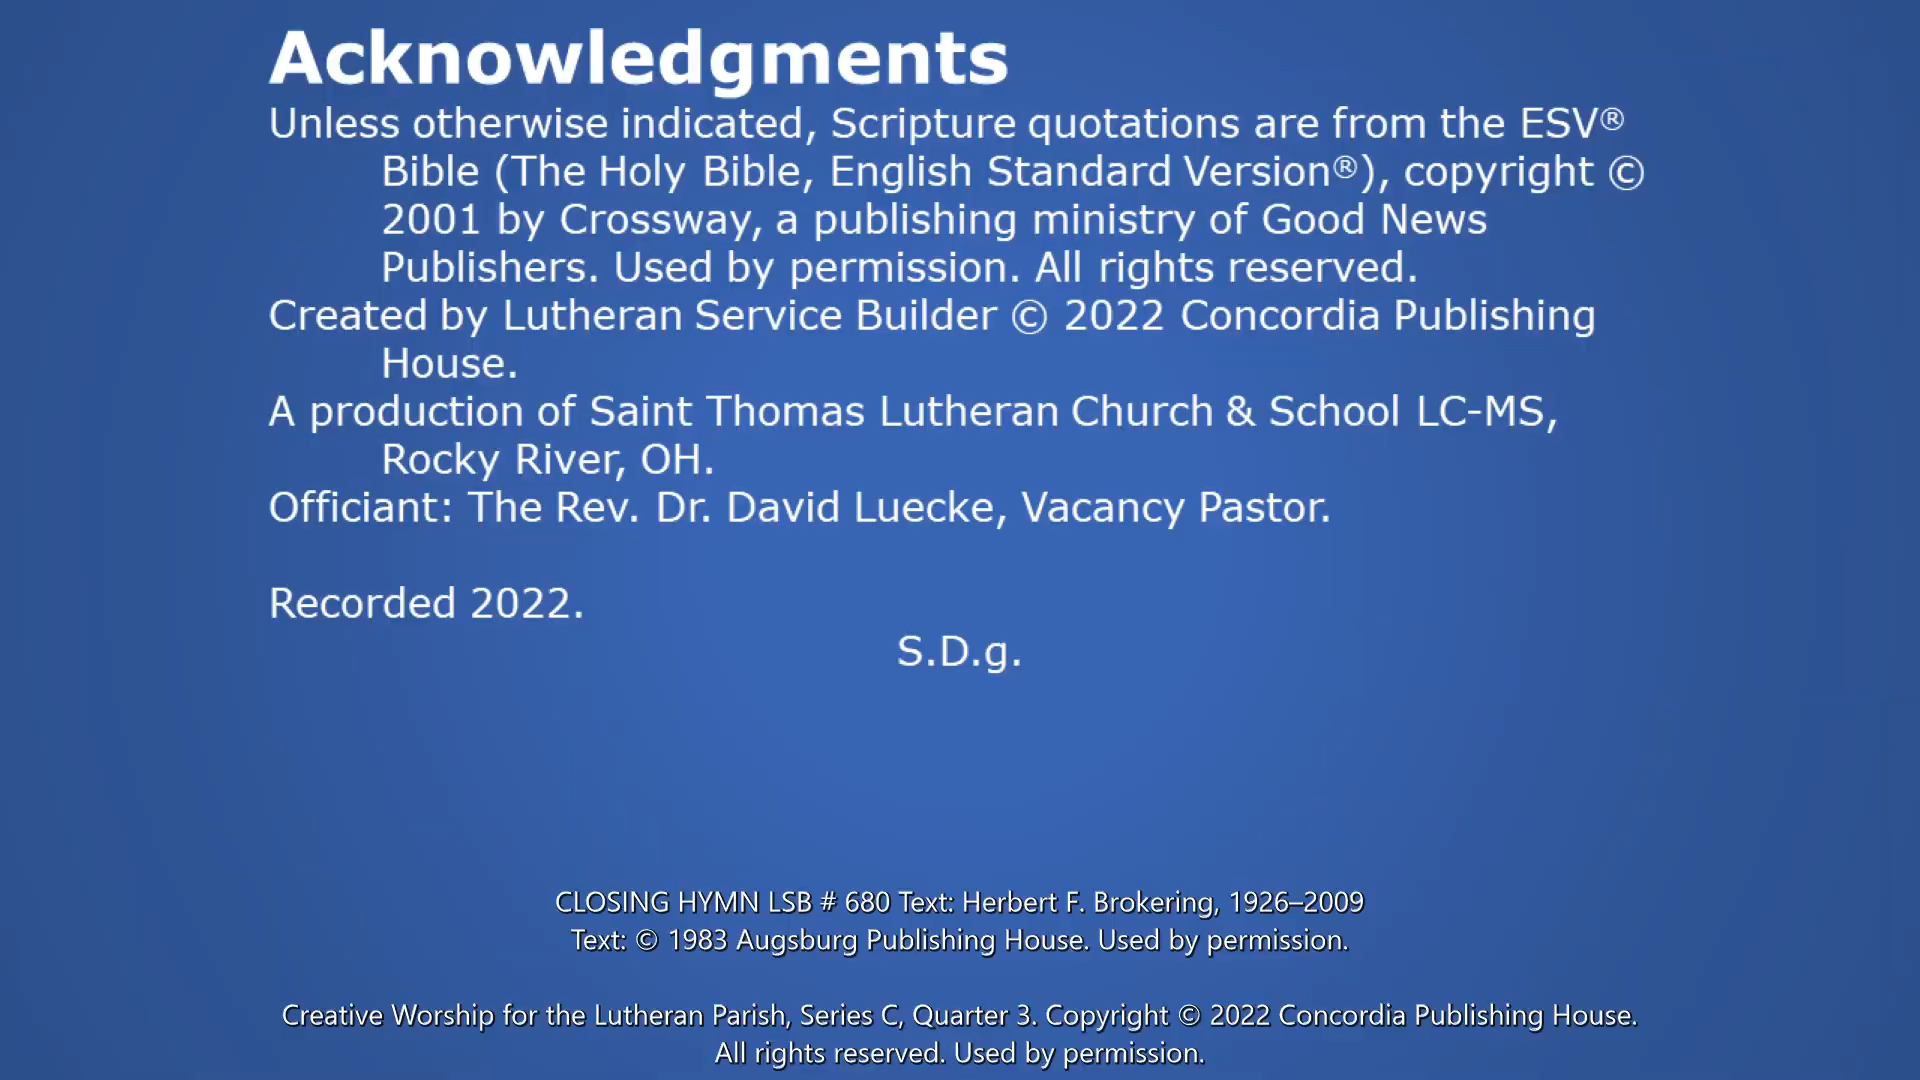 Acknowledgments
Unless otherwise indicated, Scripture quotations are from the ESV®
Bible (The Holy Bible, English Standard Version®), copyright ©
2001 by Crossway, a publishing ministry of Good News
Publishers. Used by permission. All rights reserved.
Created by Lutheran Service Builder © 2022 Concordia Publishing
House.
A production of Saint Thomas Lutheran Church & School LC-MS,
Rocky River, OH.
Officiant: The Rev. Dr. David Luecke, Vacancy Pastor.
Recorded 2022.
S.D.g.
CLOSING HYMN LSB # 680 Text: Herbert F. Brokering, 1926–2009
Text: © 1983 Augsburg Publishing House. Used by permission.
Creative Worship for the Lutheran Parish, Series C, Quarter 3. Copyright © 2022 Concordia Publishing House.
All rights reserved. Used by permission.